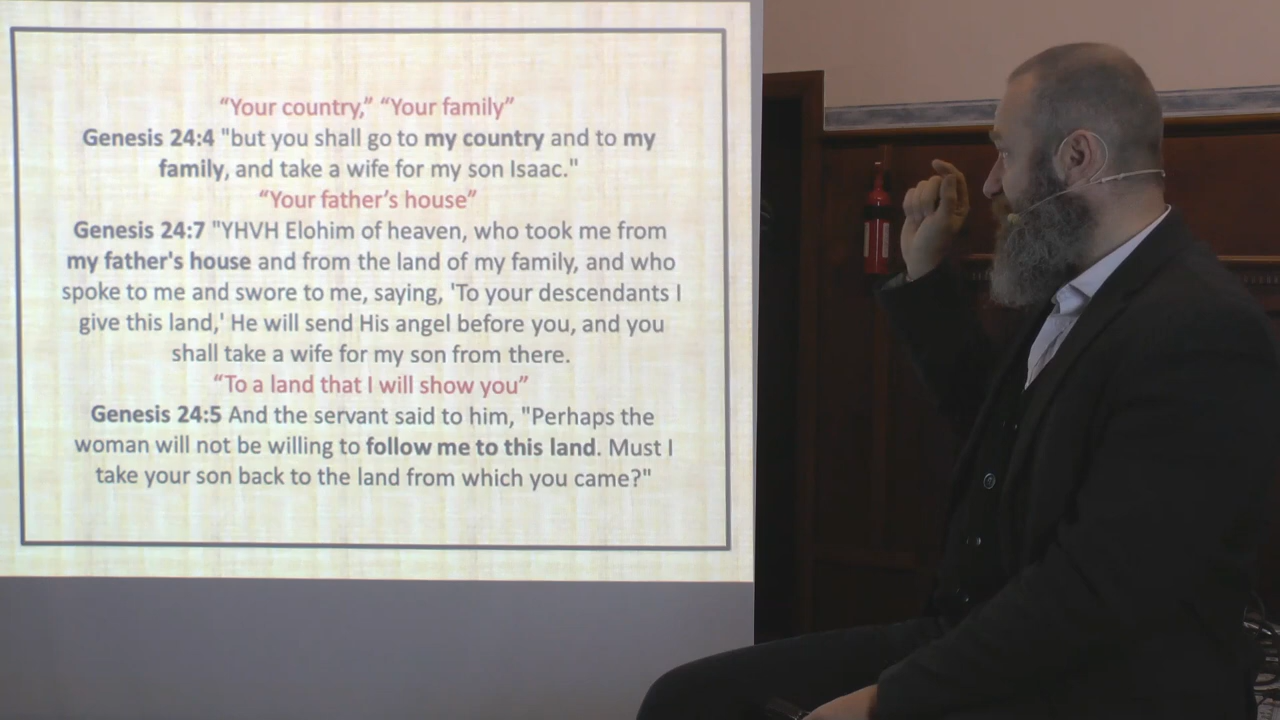 “Your country,” “Your family”
Genesis 24:4 "but you shall go to my country and to my
family, and take a wife for my son Isaac."
“Your father’s house”
Genesis 24:7 "YHVH Elohim of heaven, who took me from
my father's house and from the land of my family, and who
spoke to me and swore to me, saying, 'To your descendants I
give this land,' He will send His angel before you, and you
shall take a wife for my son from there.
“To a land that I will show you”
Genesis 24:5 And the servant said to him, "Perhaps the
woman will not be willing to follow me to this land. Must I
take your son back to the land from which you came?"